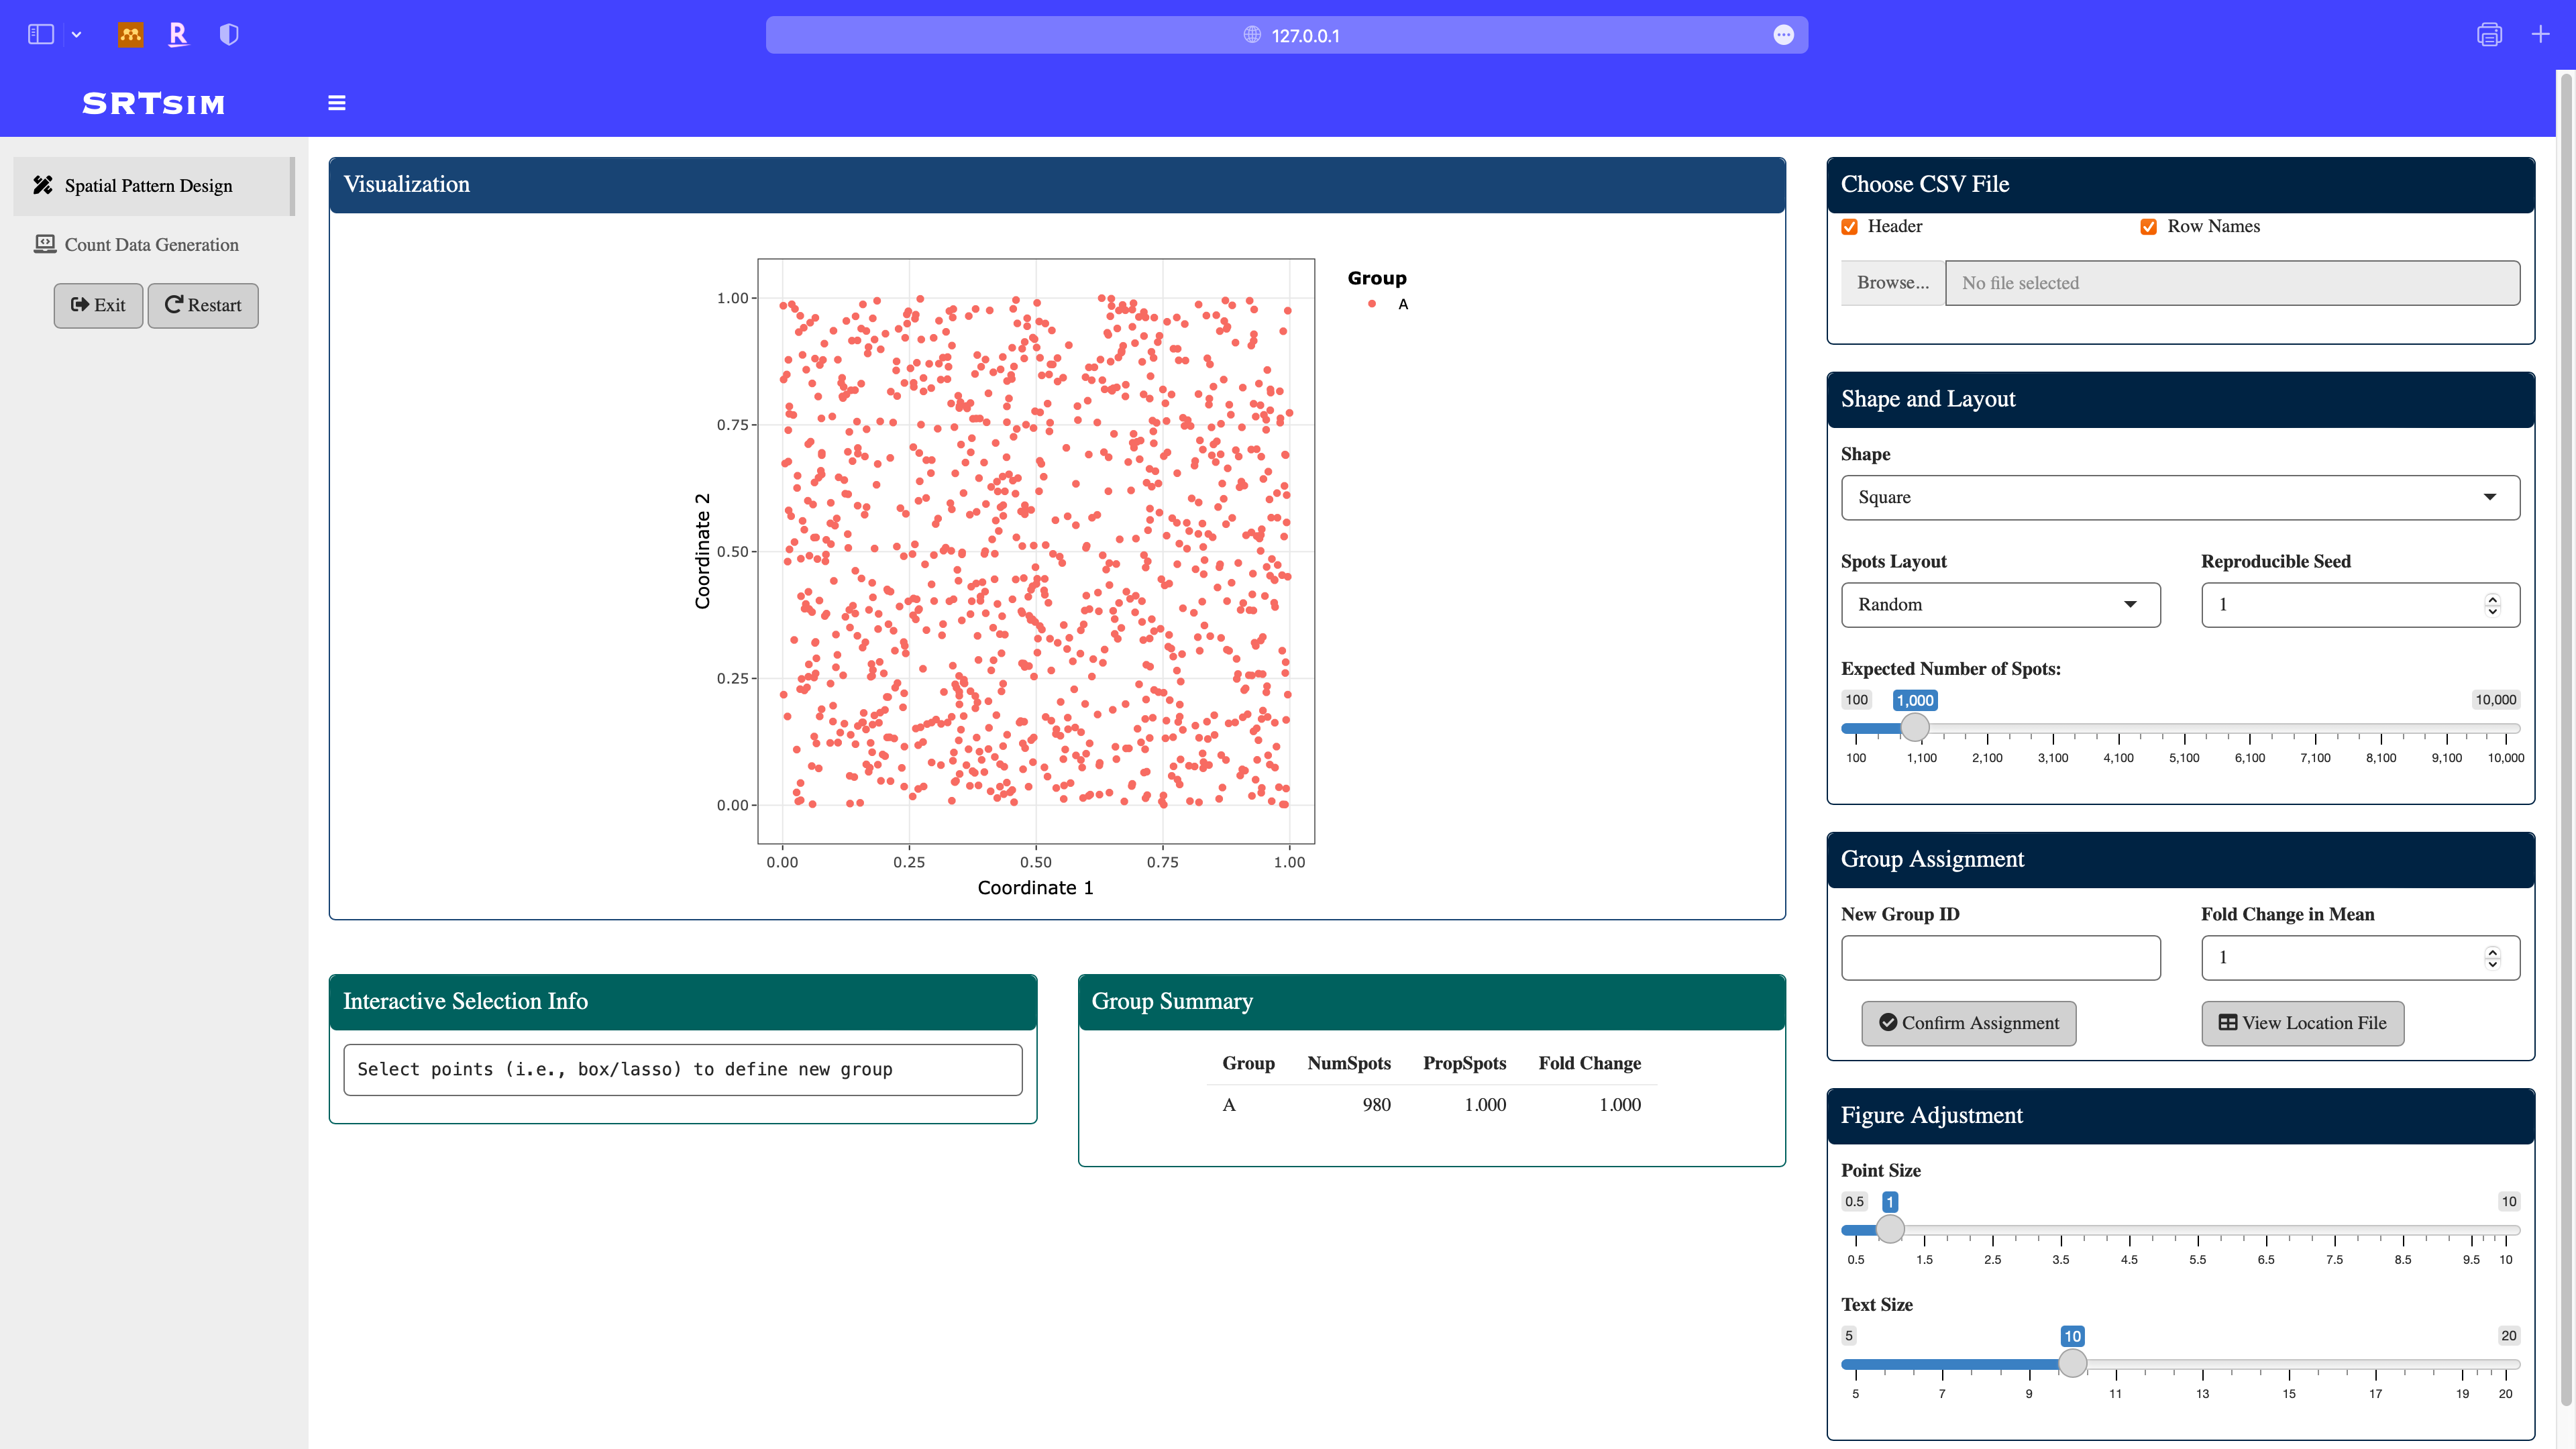 127.0.0.1
SRTSIM
Spatial Pattern Design
Count Data Generation
Exit
Restart
Visualization
Group
A
1.00
0.75
0.50
0.25
0.00
Coordinate 2
0.00 0.25 0.50 0.75 1.00
Coordinate 1
Interactive Selection Info
Select points (i.e., box/lasso) to define new group
Group Summary
Group NumSpots PropSpots Fold Change
A 980 1.000 1.000
Choose CSV File
Header Row Names
Browse... No file selected
Shape and Layout
Shape
Square
Spots Layout Reproducible Seed
Random 1
Expected Number of Spots:
100 1,000 10,000
100 1,100 2,100 3,100 4,100 5,100 6,100 7,100 8,100 9,100 10,000
Group Assignment
New Group ID Fold Change in Mean
1
Confirm Assignment View Location File
Figure Adjustment
Point Size
0.5 1 10
0.5 1.5 2.5 3.5 4.5 5.5 6.5 7.5 8.5 9.5 10
Text Size
5 10 20
5 7 9 11 13 15 17 19 20